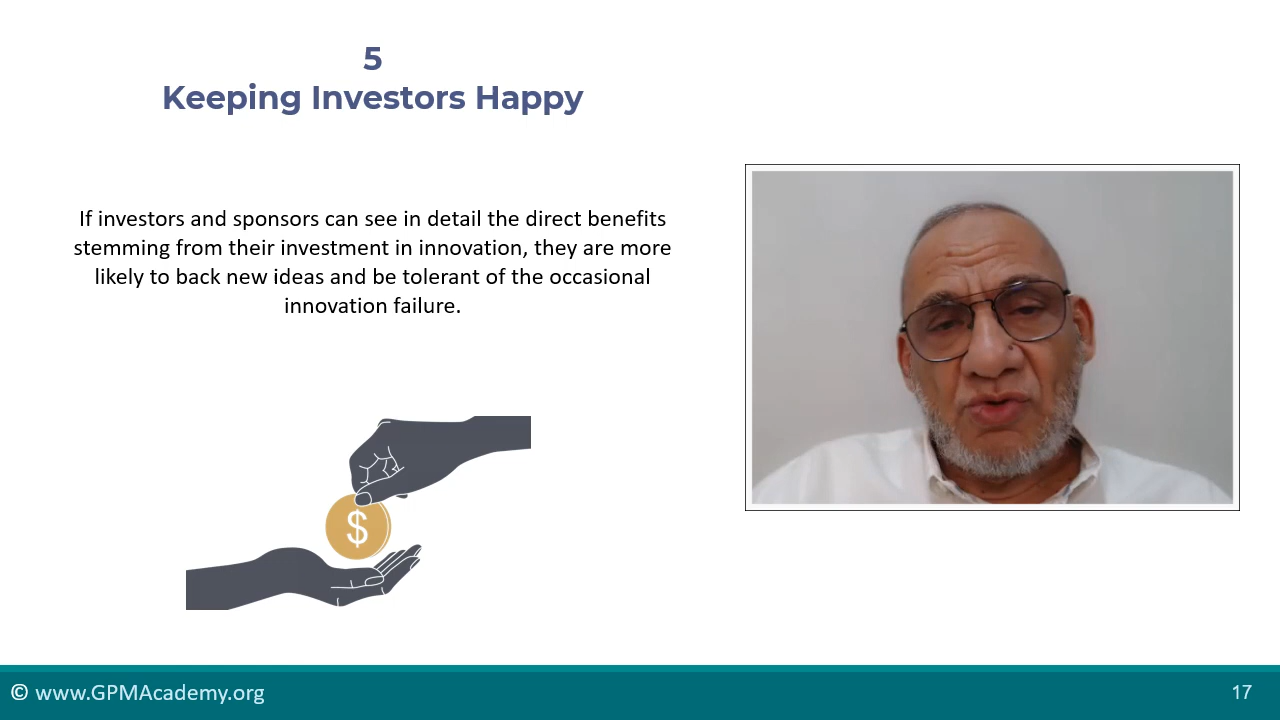 5
Keeping Investors Happy
If investors and sponsors can see in detail the direct benefits
stemming from their investment in innovation, they are more
likely to back new ideas and be tolerant of the occasional
innovation failure.
$
© www.GPMAcademy.org
17